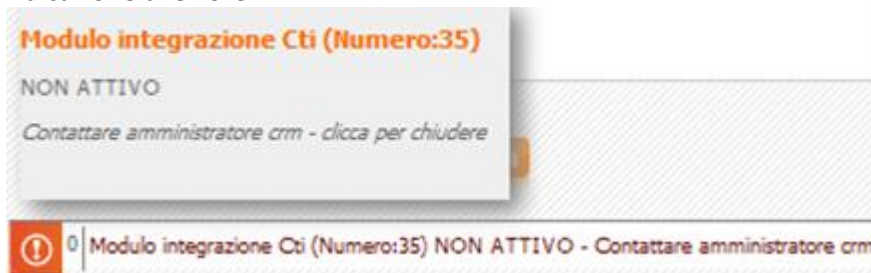 Modulo integrazione Cti (Numero:35)
NON ATTIVO
Contattare amministratore crm - clicca per chiudere
0 Modulo integrazione Cti (Numero:35) NON ATTIVO - Contattare amministratore crm